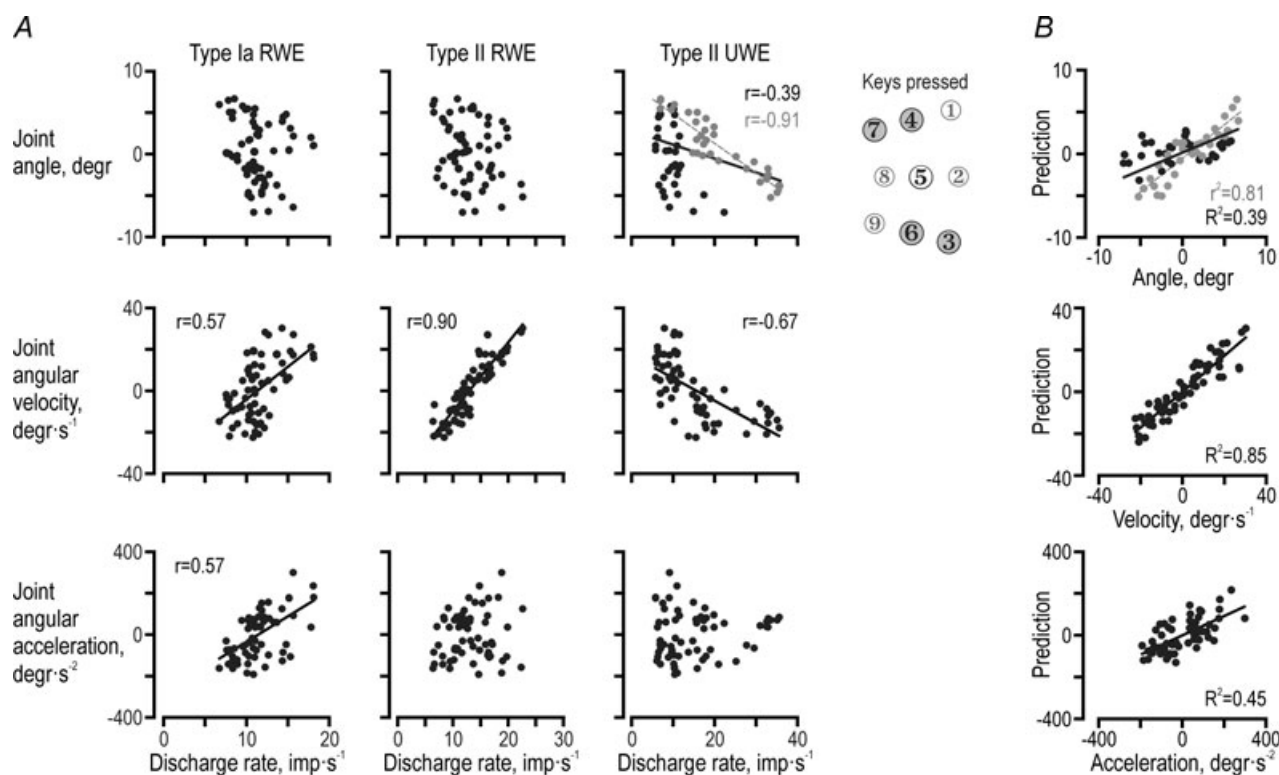 A
B
Type Ia RWE
Type II RWE
Type II UWE
Keys pressed
1
7
4
8
5
2
9
6
3
Joint
angle, degr
10
0
-10
r=-0.39
r=-0.91
Prediction
10
0
-10
r²=0.81
R²=0.39
-10
0
10
Angle, degr
Joint
angular
velocity,
degr·s⁻¹
40
0
-40
r=0.57
r=0.90
r=-0.67
Prediction
40
0
-40
R²=0.85
-40
0
40
Velocity, degr·s⁻¹
Joint
angular
acceleration,
degr·s⁻²
400
0
-400
r=0.57
0
10
20
Discharge rate, imp·s⁻¹
0
10
20
30
Discharge rate, imp·s⁻¹
0
20
40
Discharge rate, imp·s⁻¹
Prediction
400
0
-400
R²=0.45
-400
0
400
Acceleration, degr·s⁻²